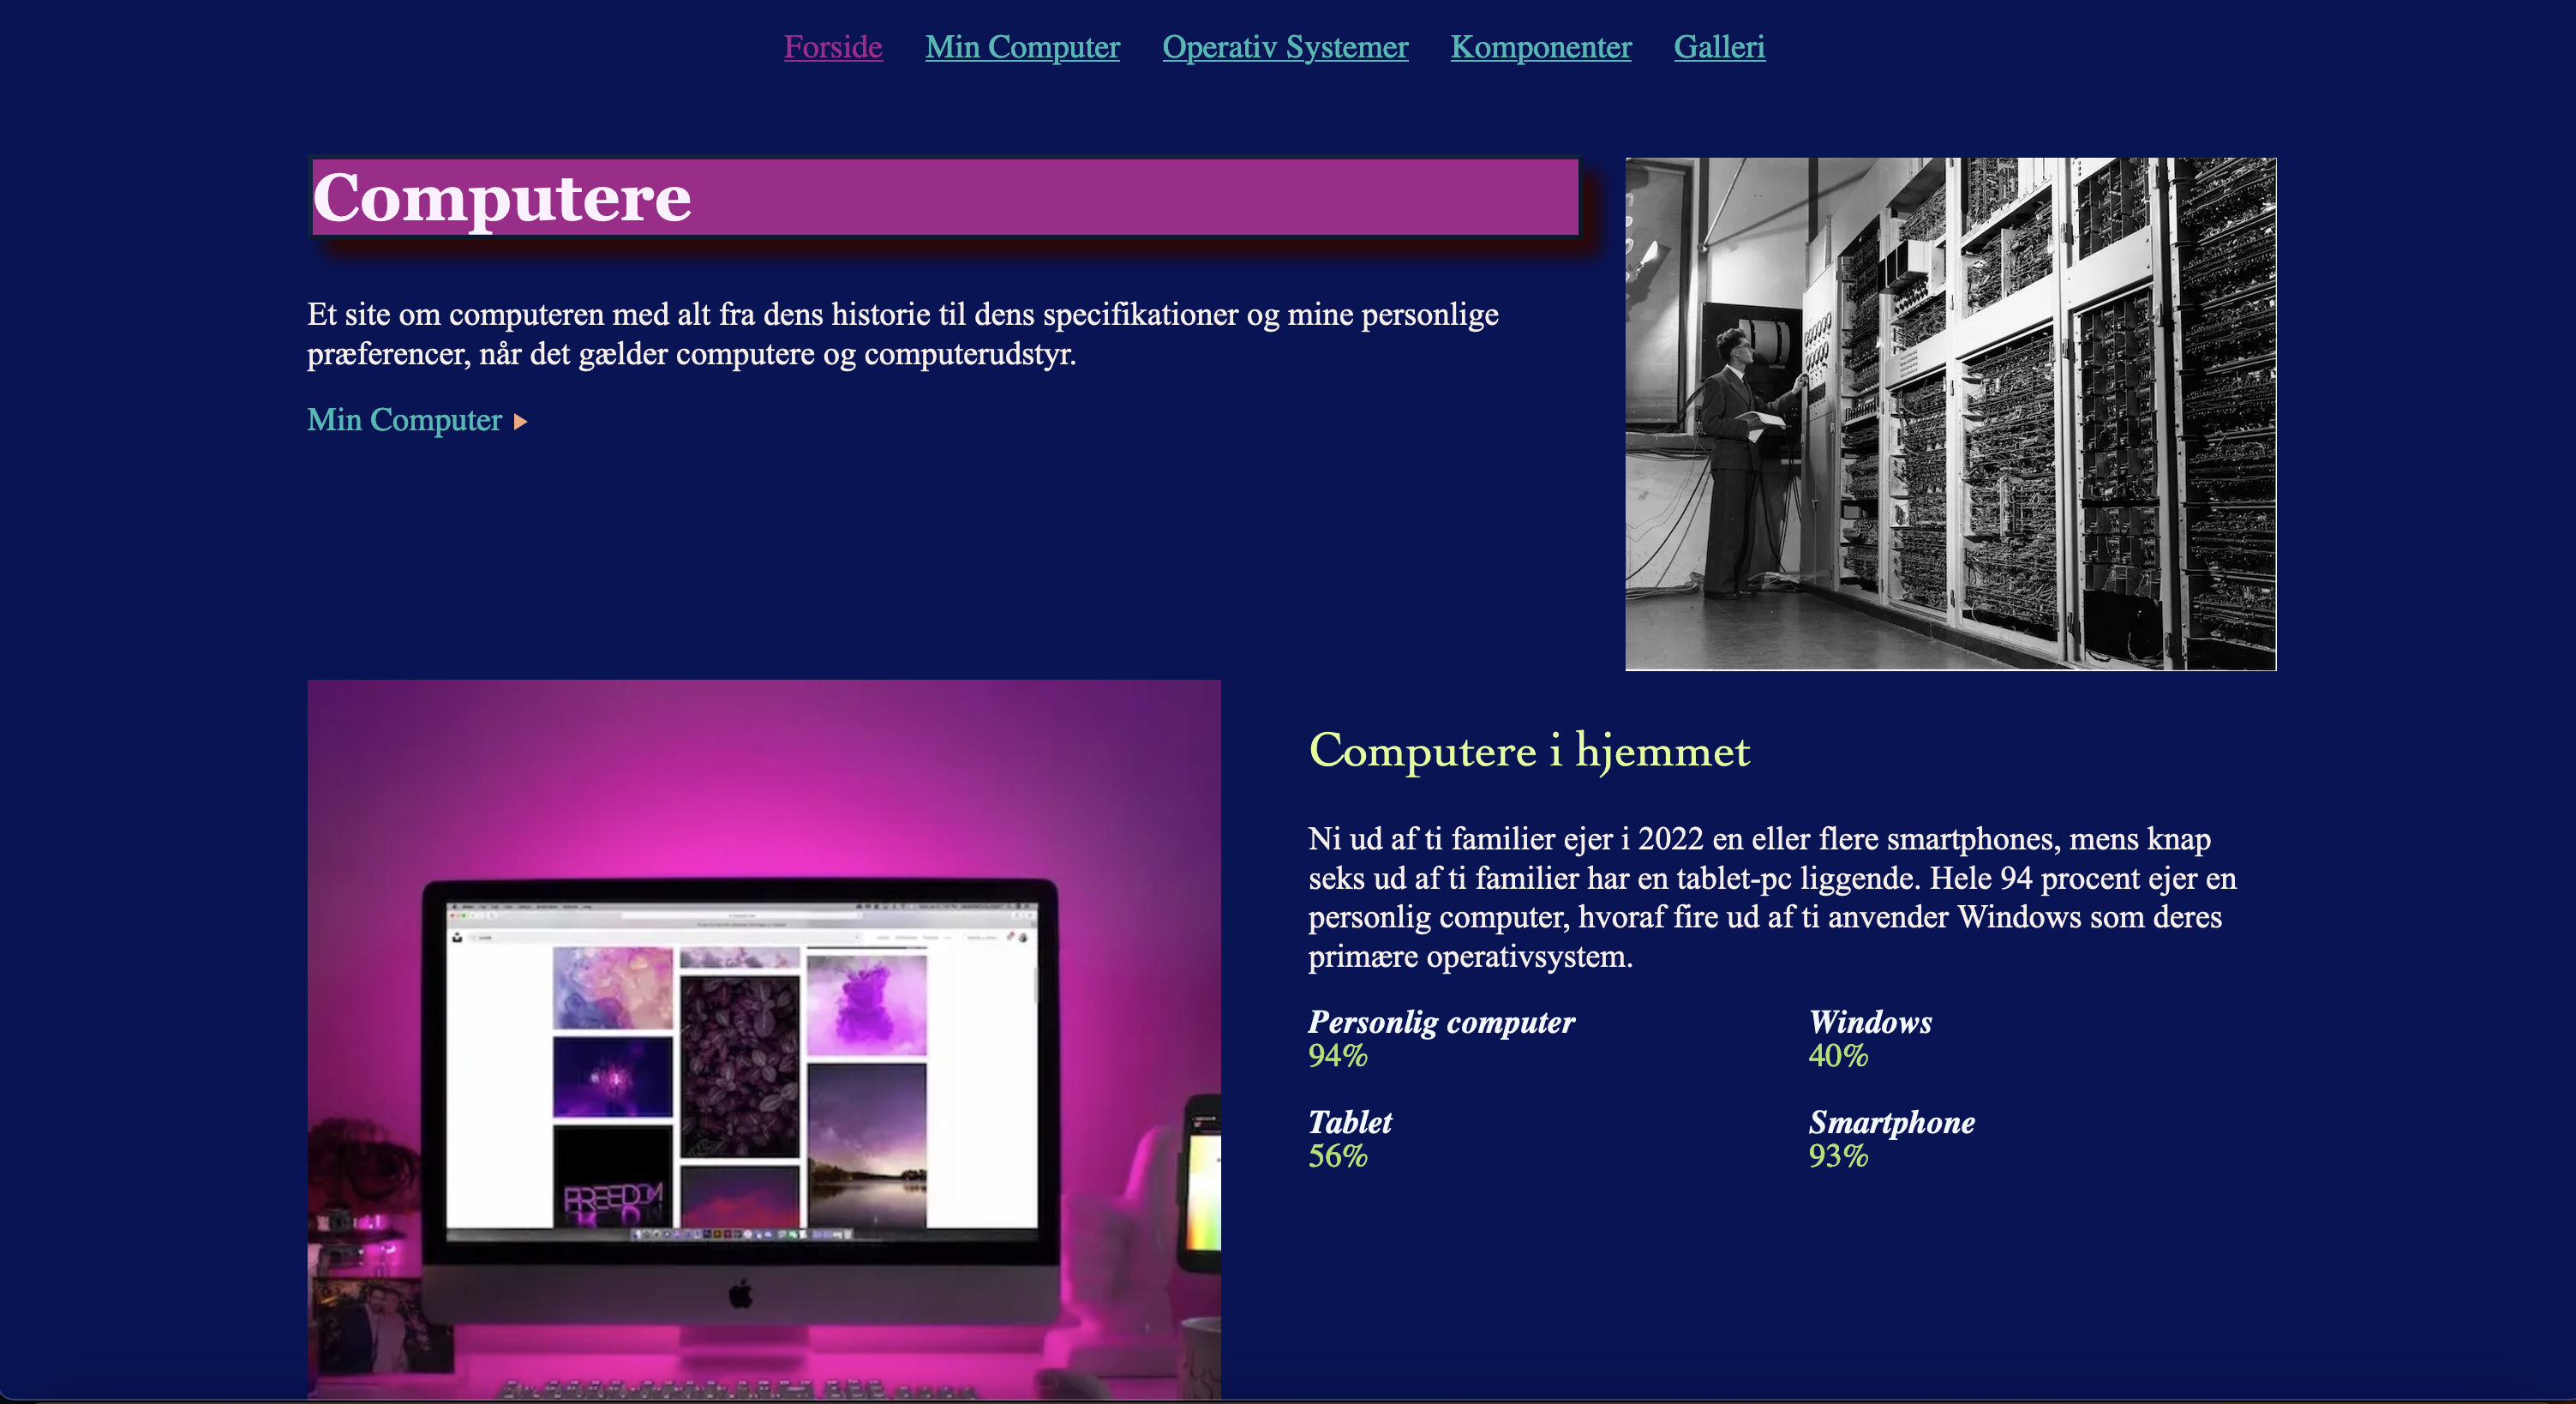 Forside Min Computer Operativ Systemer Komponenter Galleri
Computere
Et site om computeren med alt fra dens historie til dens specifikationer og mine personlige
præferencer, når det gælder computere og computerudstyr.
Min Computer
Computere i hjemmet
Ni ud af ti familier ejer i 2022 en eller flere smartphones, mens knap
seks ud af ti familier har en tablet-pc liggende. Hele 94 procent ejer en
personlig computer, hvoraf fire ud af ti anvender Windows som deres
primære operativsystem.
Personlig computer Windows
94% 40%
Tablet Smartphone
56% 93%
FREEDOM